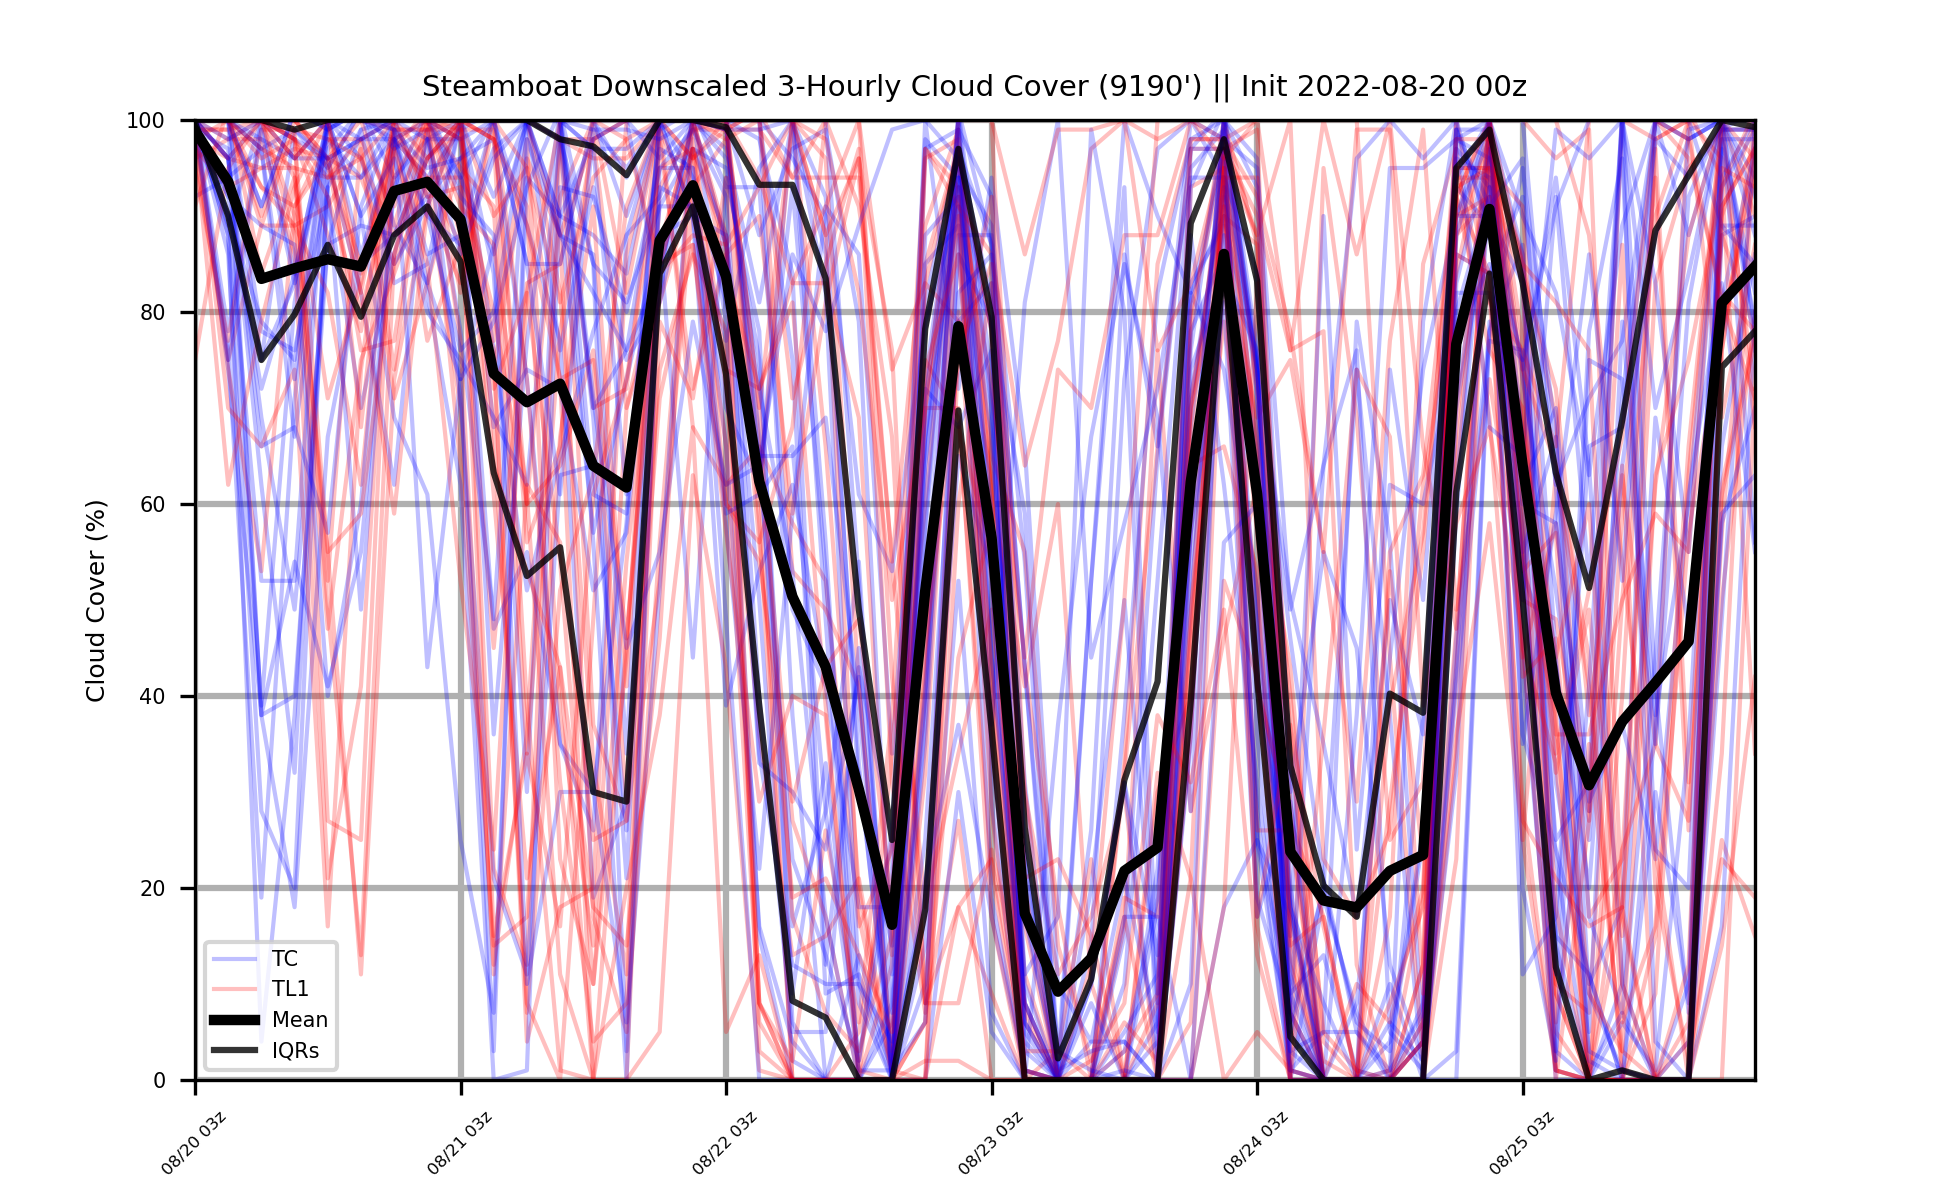 Steamboat Downscaled 3-Hourly Cloud Cover (9190') || Init 2022-08-20 00z
Cloud Cover (%)
100
80
60
40
20
0
TC
TL1
Mean
IQRs
08/20 03z
08/21 03z
08/22 03z
08/23 03z
08/24 03z
08/25 03z